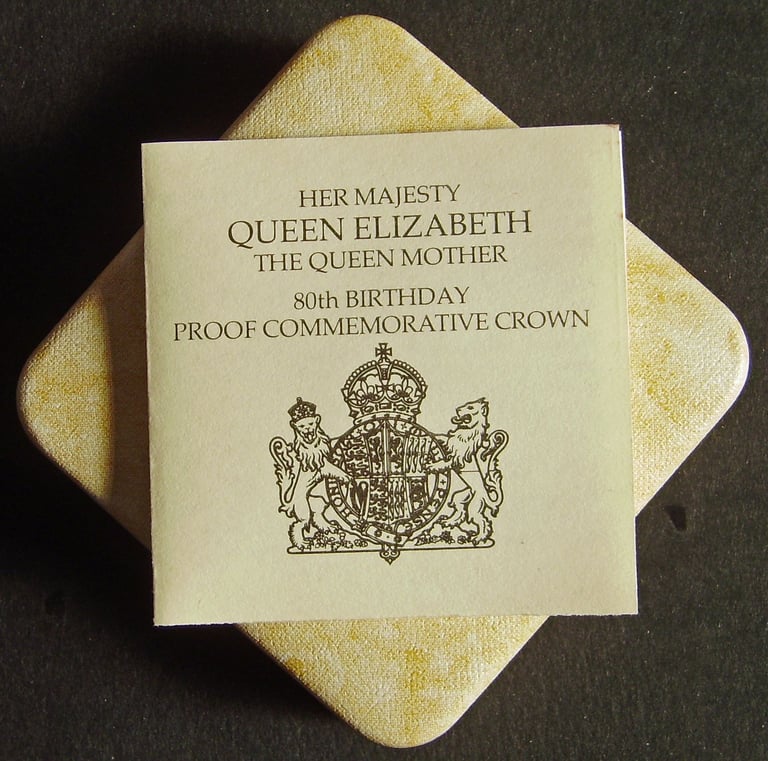 HER MAJESTY
QUEEN ELIZABETH
THE QUEEN MOTHER
80th BIRTHDAY
PROOF COMMEMORATIVE CROWN